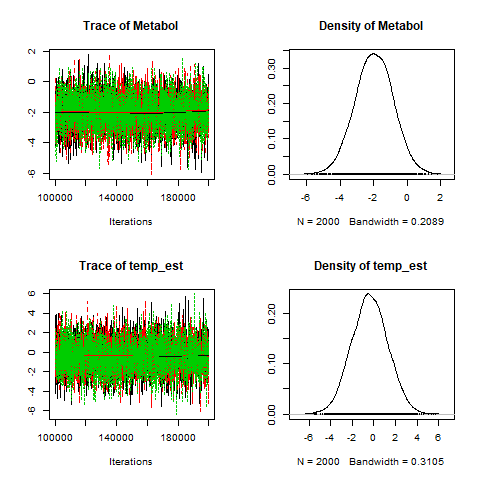 Trace of Metabol
2
0
-2
-4
-6
100000 140000 180000
Iterations
Density of Metabol
0.30
0.20
0.10
0.00
-6 -4 -2 0 2
N = 2000 Bandwidth = 0.2089
Trace of temp_est
6
4
2
0
-2
-4
-6
100000 140000 180000
Iterations
Density of temp_est
0.20
0.10
0.00
-6 -4 -2 0 2 4 6
N = 2000 Bandwidth = 0.3105